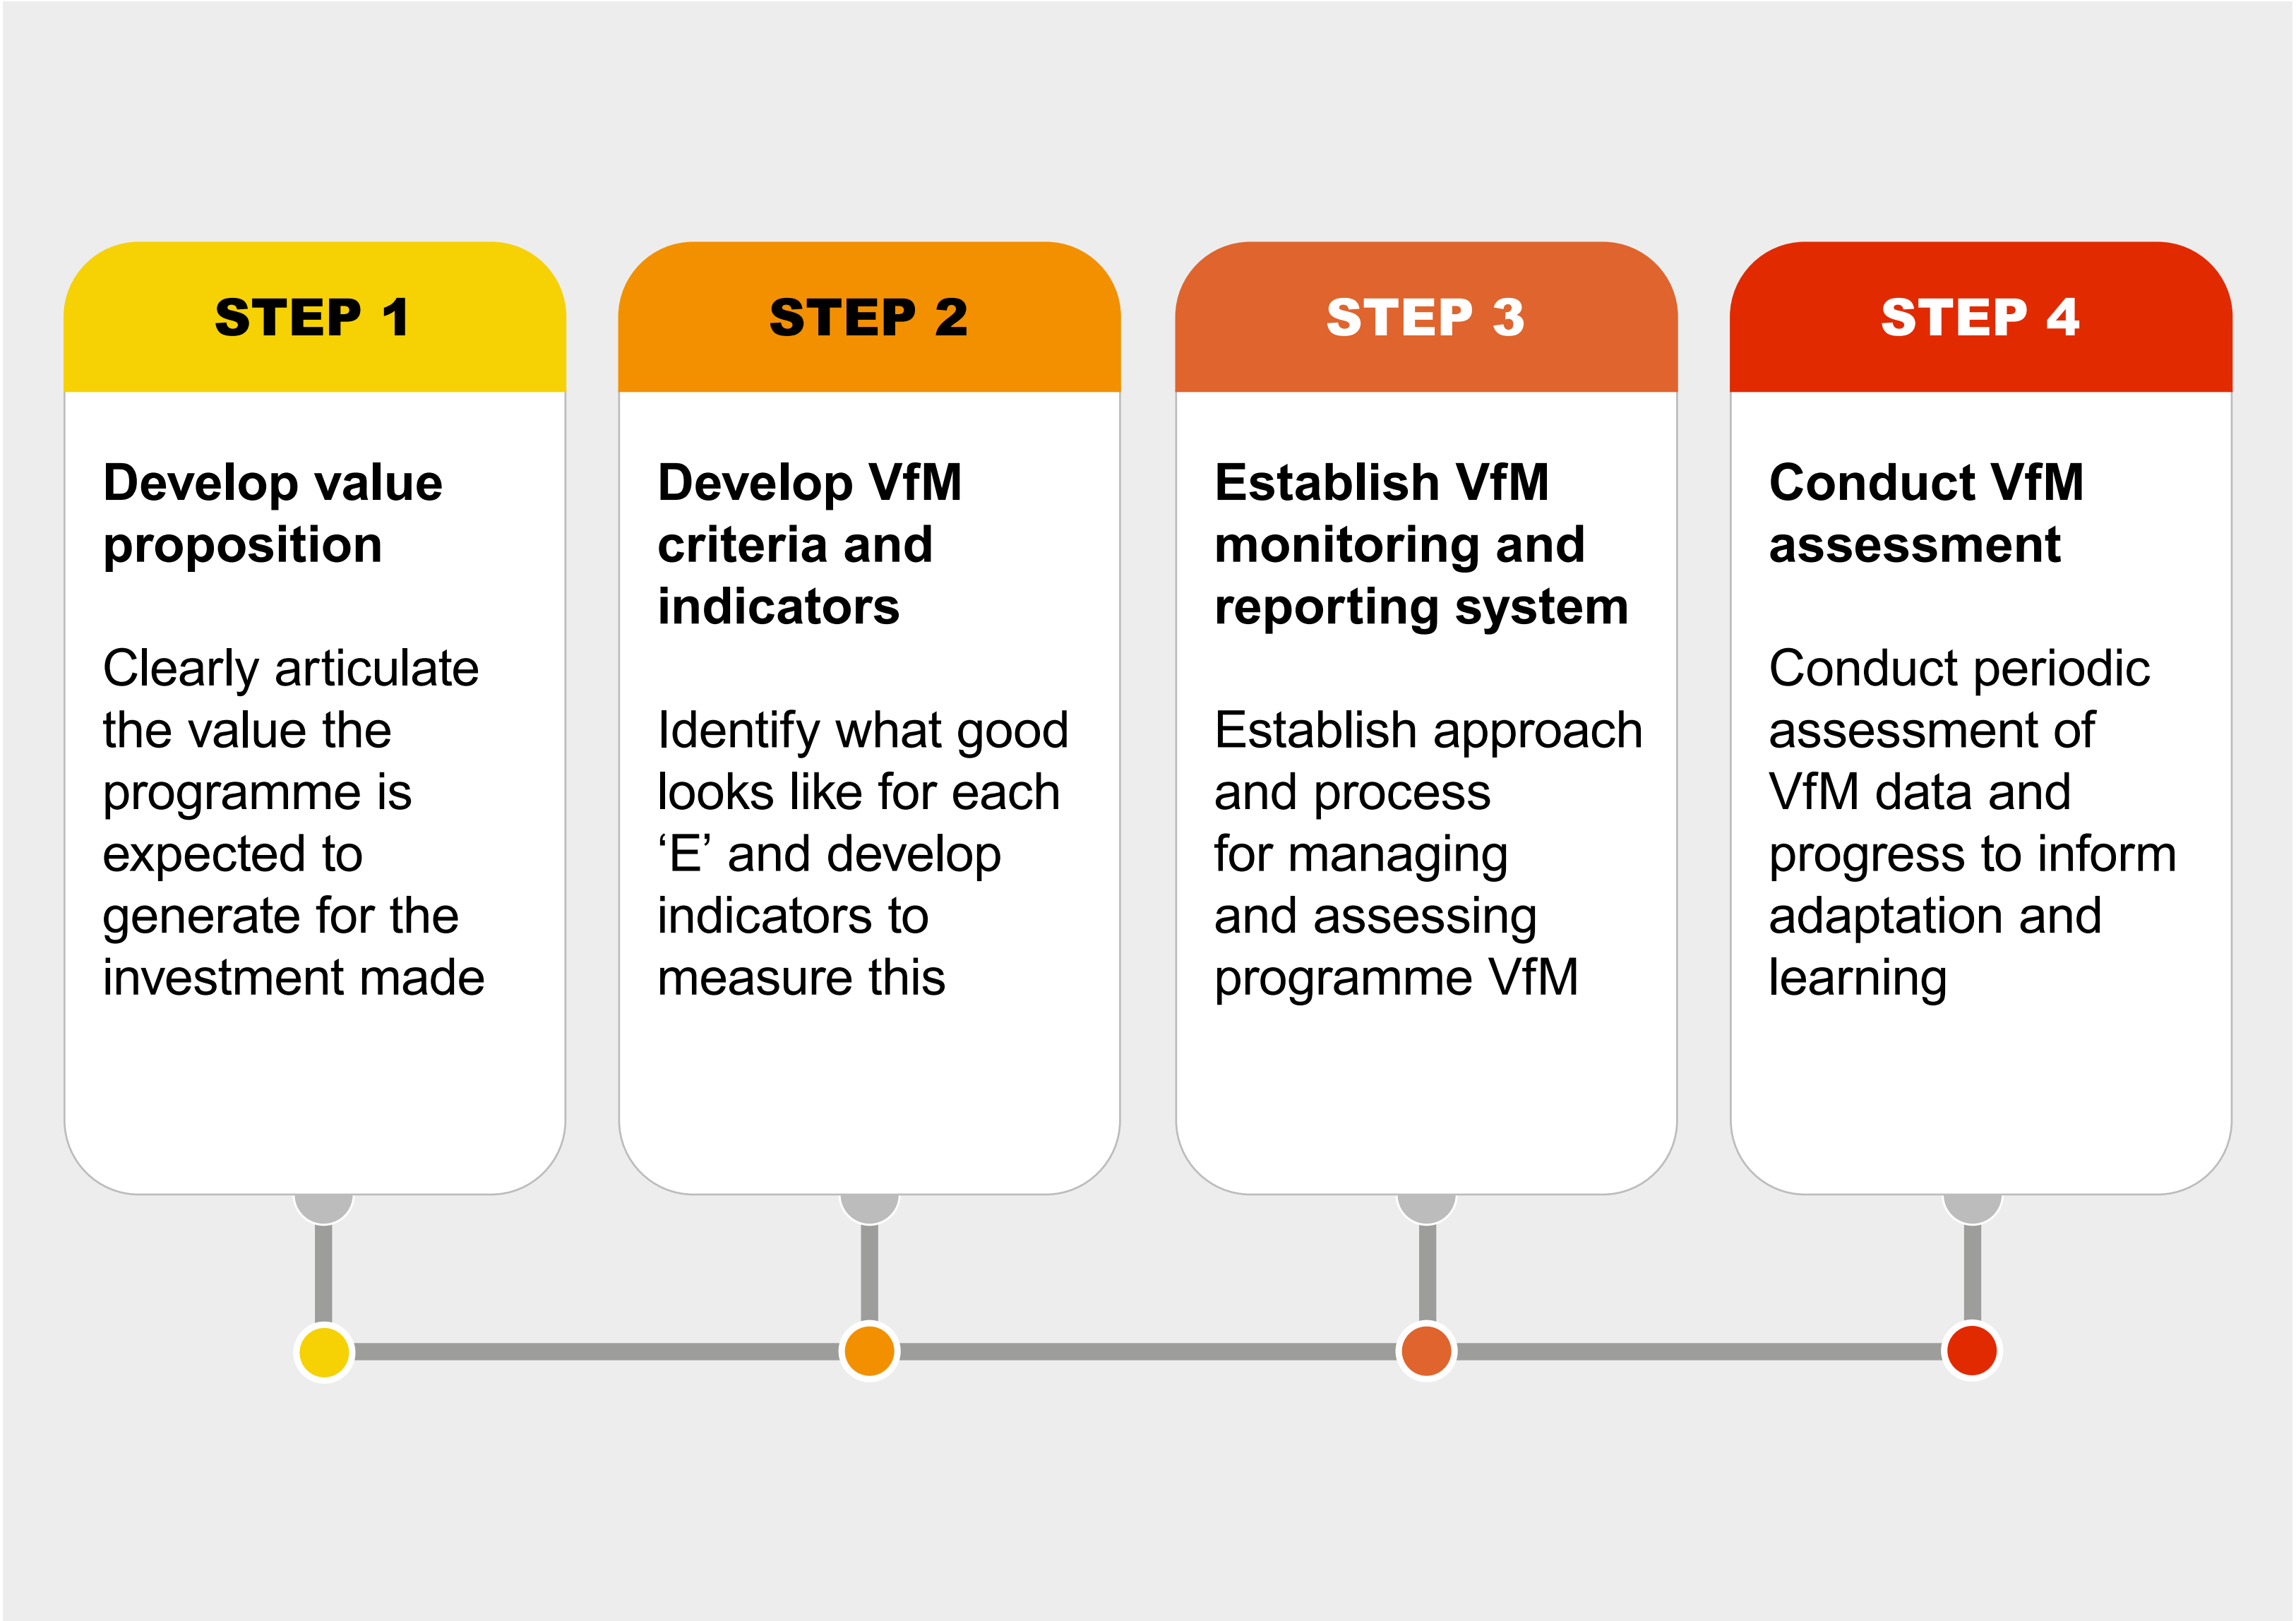 STEP 1
Develop value
proposition
Clearly articulate
the value the
programme is
expected to
generate for the
investment made
STEP 2
Develop VfM
criteria and
indicators
Identify what good
looks like for each
‘E’ and develop
indicators to
measure this
STEP 3
Establish VfM
monitoring and
reporting system
Establish approach
and process
for managing
and assessing
programme VfM
STEP 4
Conduct VfM
assessment
Conduct periodic
assessment of
VfM data and
progress to inform
adaptation and
learning